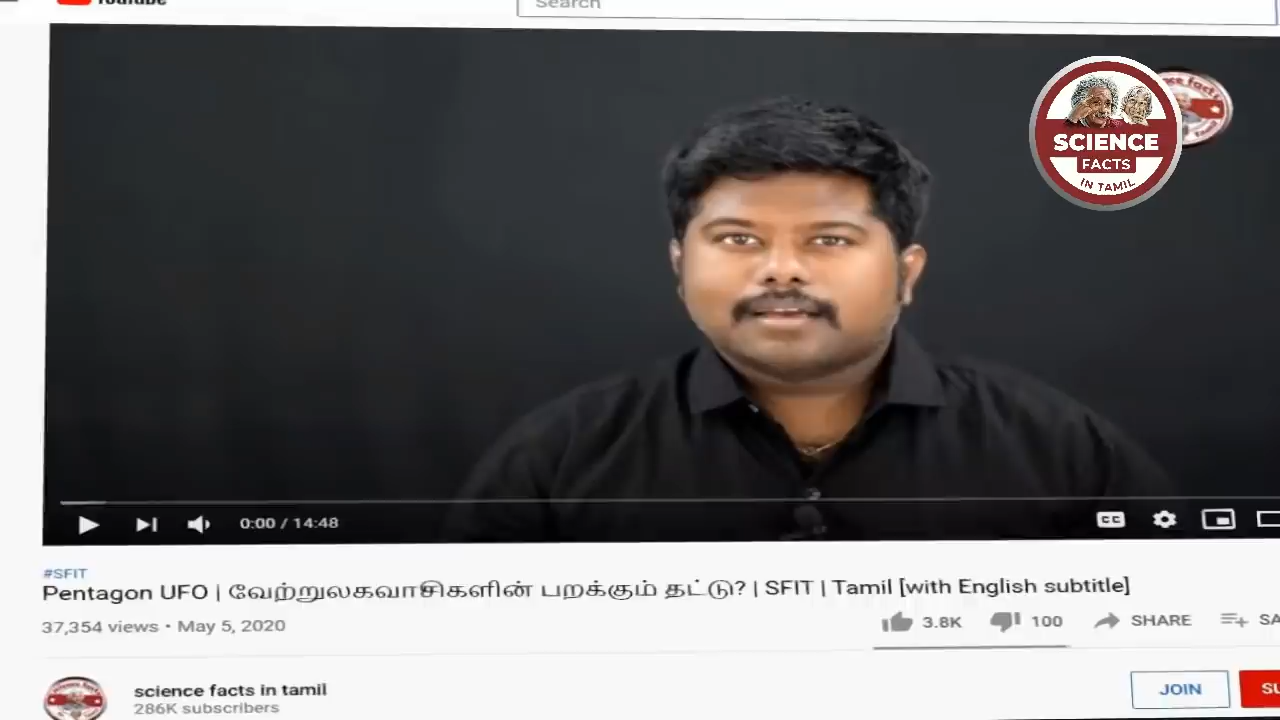 YouTube
Search
SCIENCE
FACTS
IN TAMIL
0:00 / 14:48
#SFIT
Pentagon UFO | வேற்றுலகவாசிகளின் பறக்கும் தட்டு? | SFIT | Tamil [with English subtitle]
37,354 views • May 5, 2020
3.8K
100
SHARE
science facts in tamil
286K subscribers
JOIN